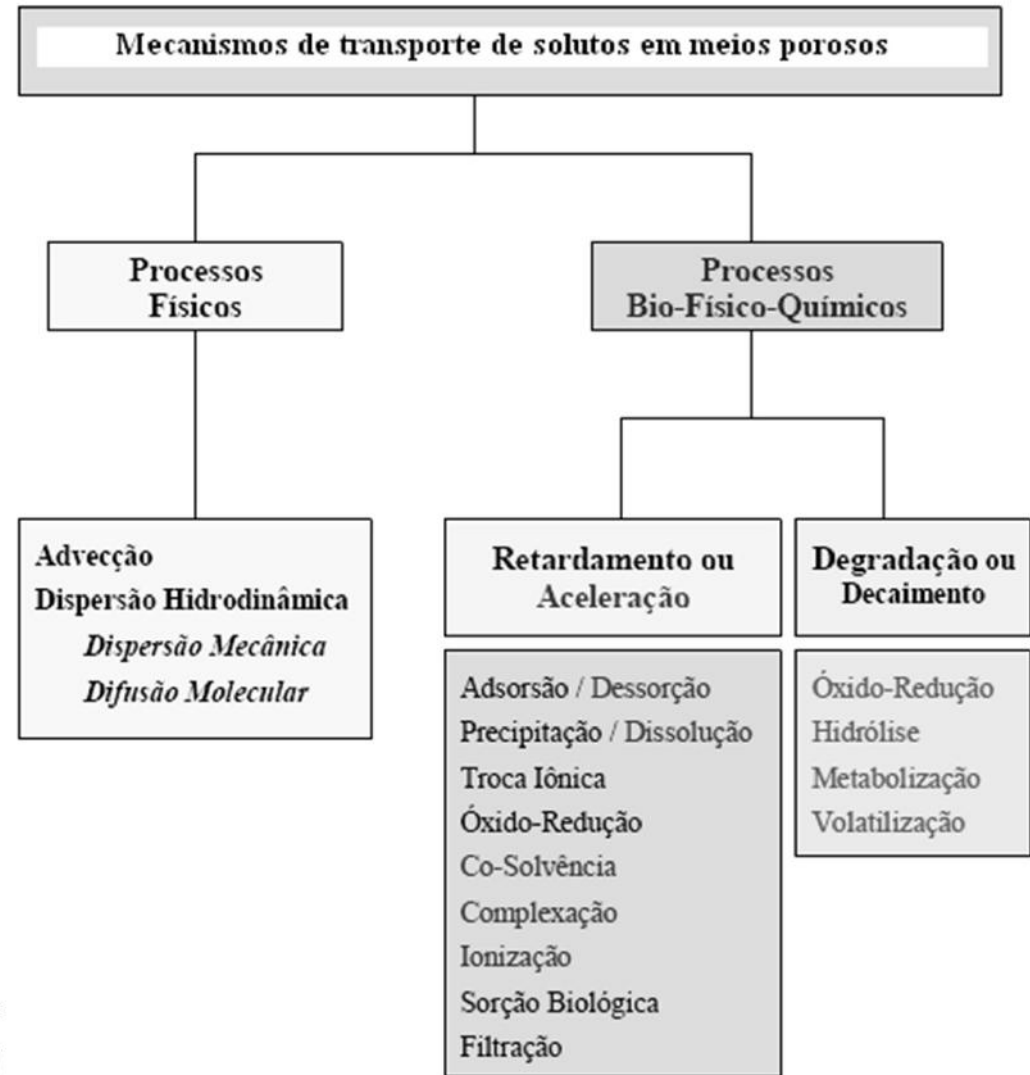 Mecanismos de transporte de solutos em meios porosos
Processos
Físicos
Processos
Bio-Físico-Químicos
Advecção
Dispersão Hidrodinâmica
Dispersão Mecânica
Difusão Molecular
Retardamento ou
Aceleração
Adsorsão / Dessorção
Precipitação / Dissolução
Troca Iônica
Óxido-Redução
Co-Solvência
Complexação
Ionização
Sorção Biológica
Filtração
Degradação ou
Decaimento
Óxido-Redução
Hidrólise
Metabolização
Volatilização